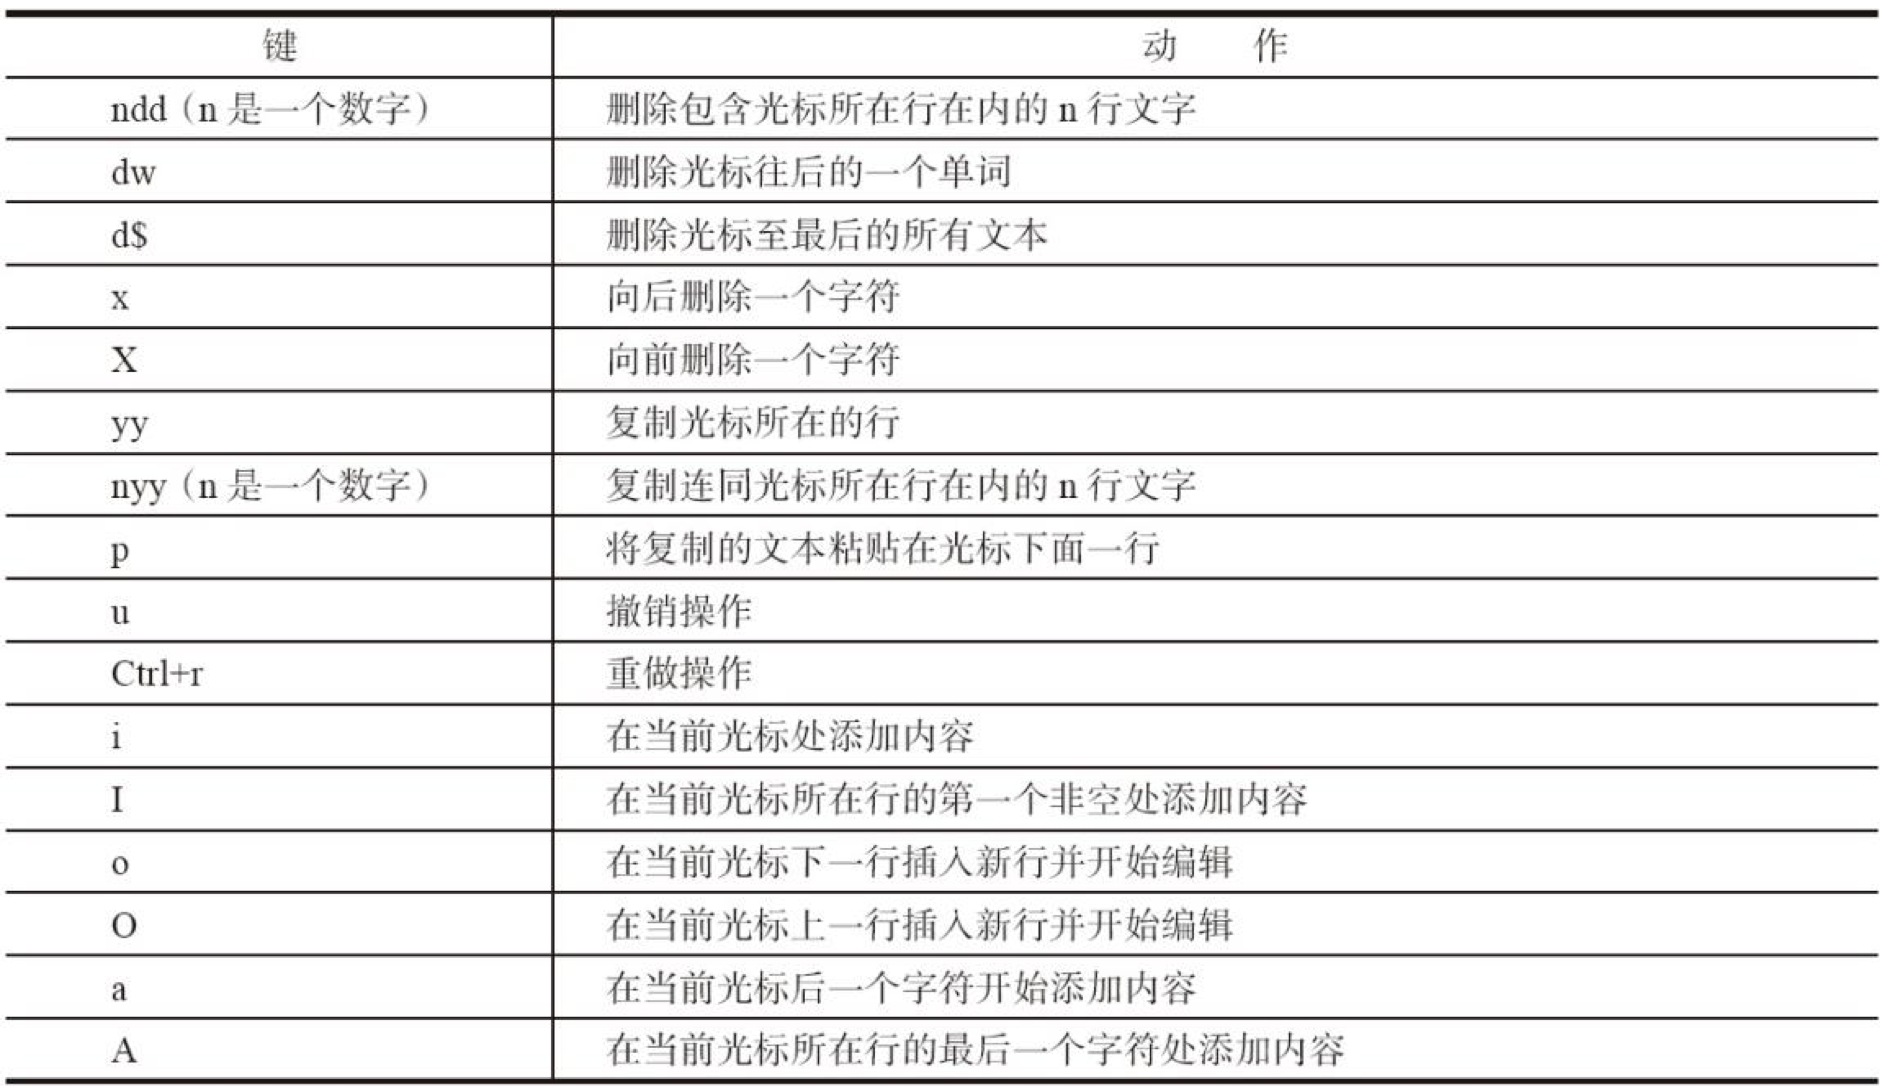 键 动 作
ndd（n 是一个数字） 删除包含光标所在行在内的 n 行文字
dw 删除光标往后的一个单词
d$ 删除光标至最后的所有文本
x 向后删除一个字符
X 向前删除一个字符
yy 复制光标所在的行
nyy（n 是一个数字） 复制连同光标所在行在内的 n 行文字
p 将复制的文本粘贴在光标下面一行
u 撤销操作
Ctrl+r 重做操作
i 在当前光标处添加内容
I 在当前光标所在行的第一个非空处添加内容
o 在当前光标下一行插入新行并开始编辑
O 在当前光标上一行插入新行并开始编辑
a 在当前光标后一个字符开始添加内容
A 在当前光标所在行的最后一个字符处添加内容